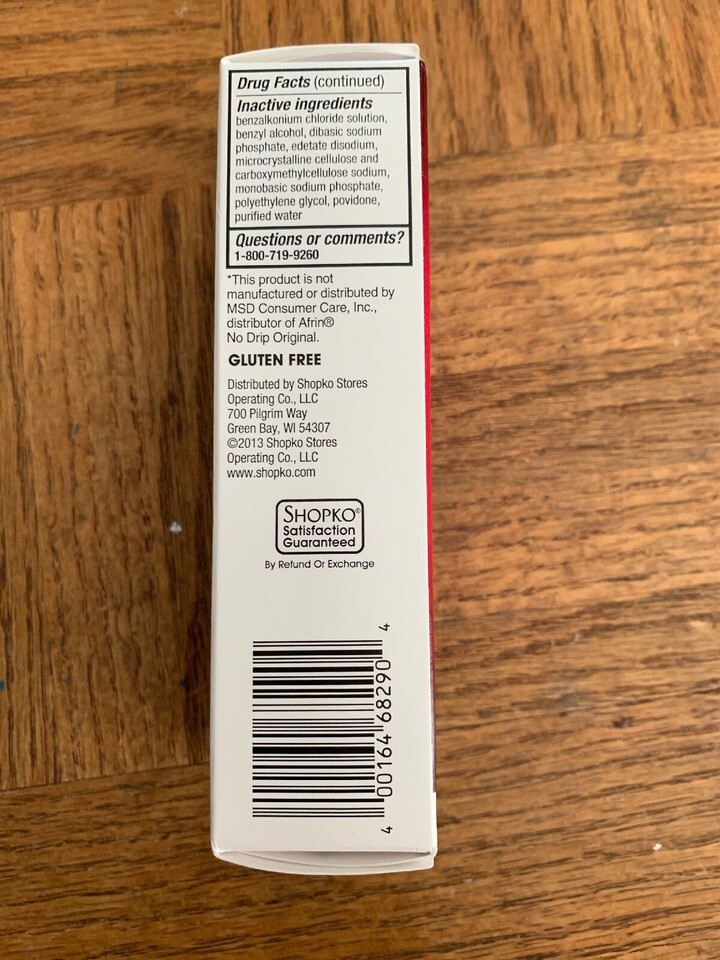 Drug Facts (continued)
Inactive ingredients
benzalkonium chloride solution,
benzyl alcohol, dibasic sodium
phosphate, edetate disodium,
microcrystalline cellulose and
carboxymethylcellulose sodium,
monobasic sodium phosphate,
polyethylene glycol, povidone,
purified water
Questions or comments?
1-800-719-9260
*This product is not
manufactured or distributed by
MSD Consumer Care, Inc.,
distributor of Afrin®
No Drip Original.
GLUTEN FREE
Distributed by Shopko Stores
Operating Co., LLC
700 Pilgrim Way
Green Bay, WI 54307
©2013 Shopko Stores
Operating Co., LLC
www.shopko.com
SHOPKO®
Satisfaction
Guaranteed
By Refund Or Exchange
4 00164 68290 4